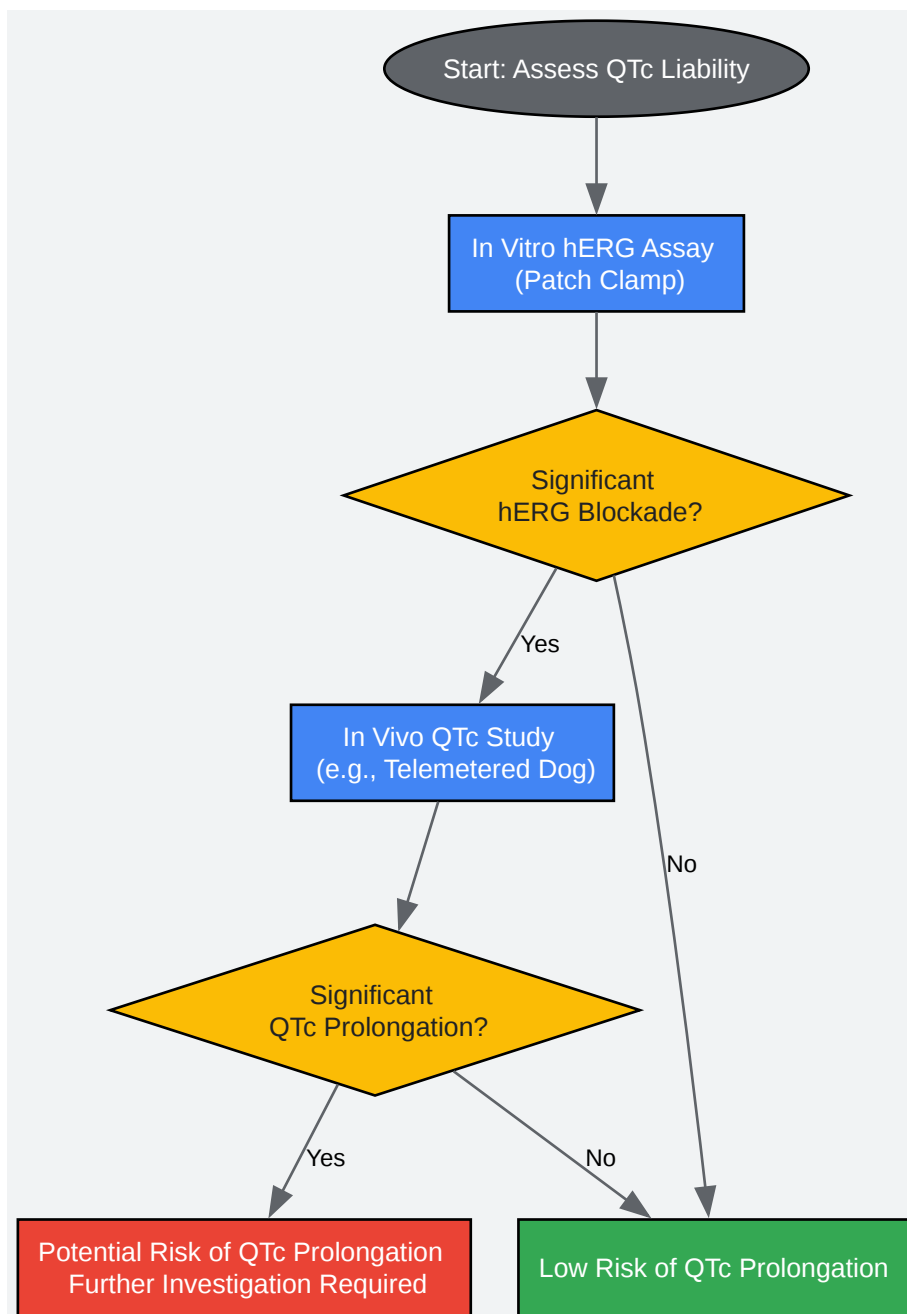 Start: Assess QTc Liability
In Vitro hERG Assay
(Patch Clamp)
Significant
hERG Blockade?
Yes
In Vivo QTc Study
(e.g., Telemetered Dog)
No
Significant
QTc Prolongation?
Yes
No
Potential Risk of QTc Prolongation
Further Investigation Required
Low Risk of QTc Prolongation